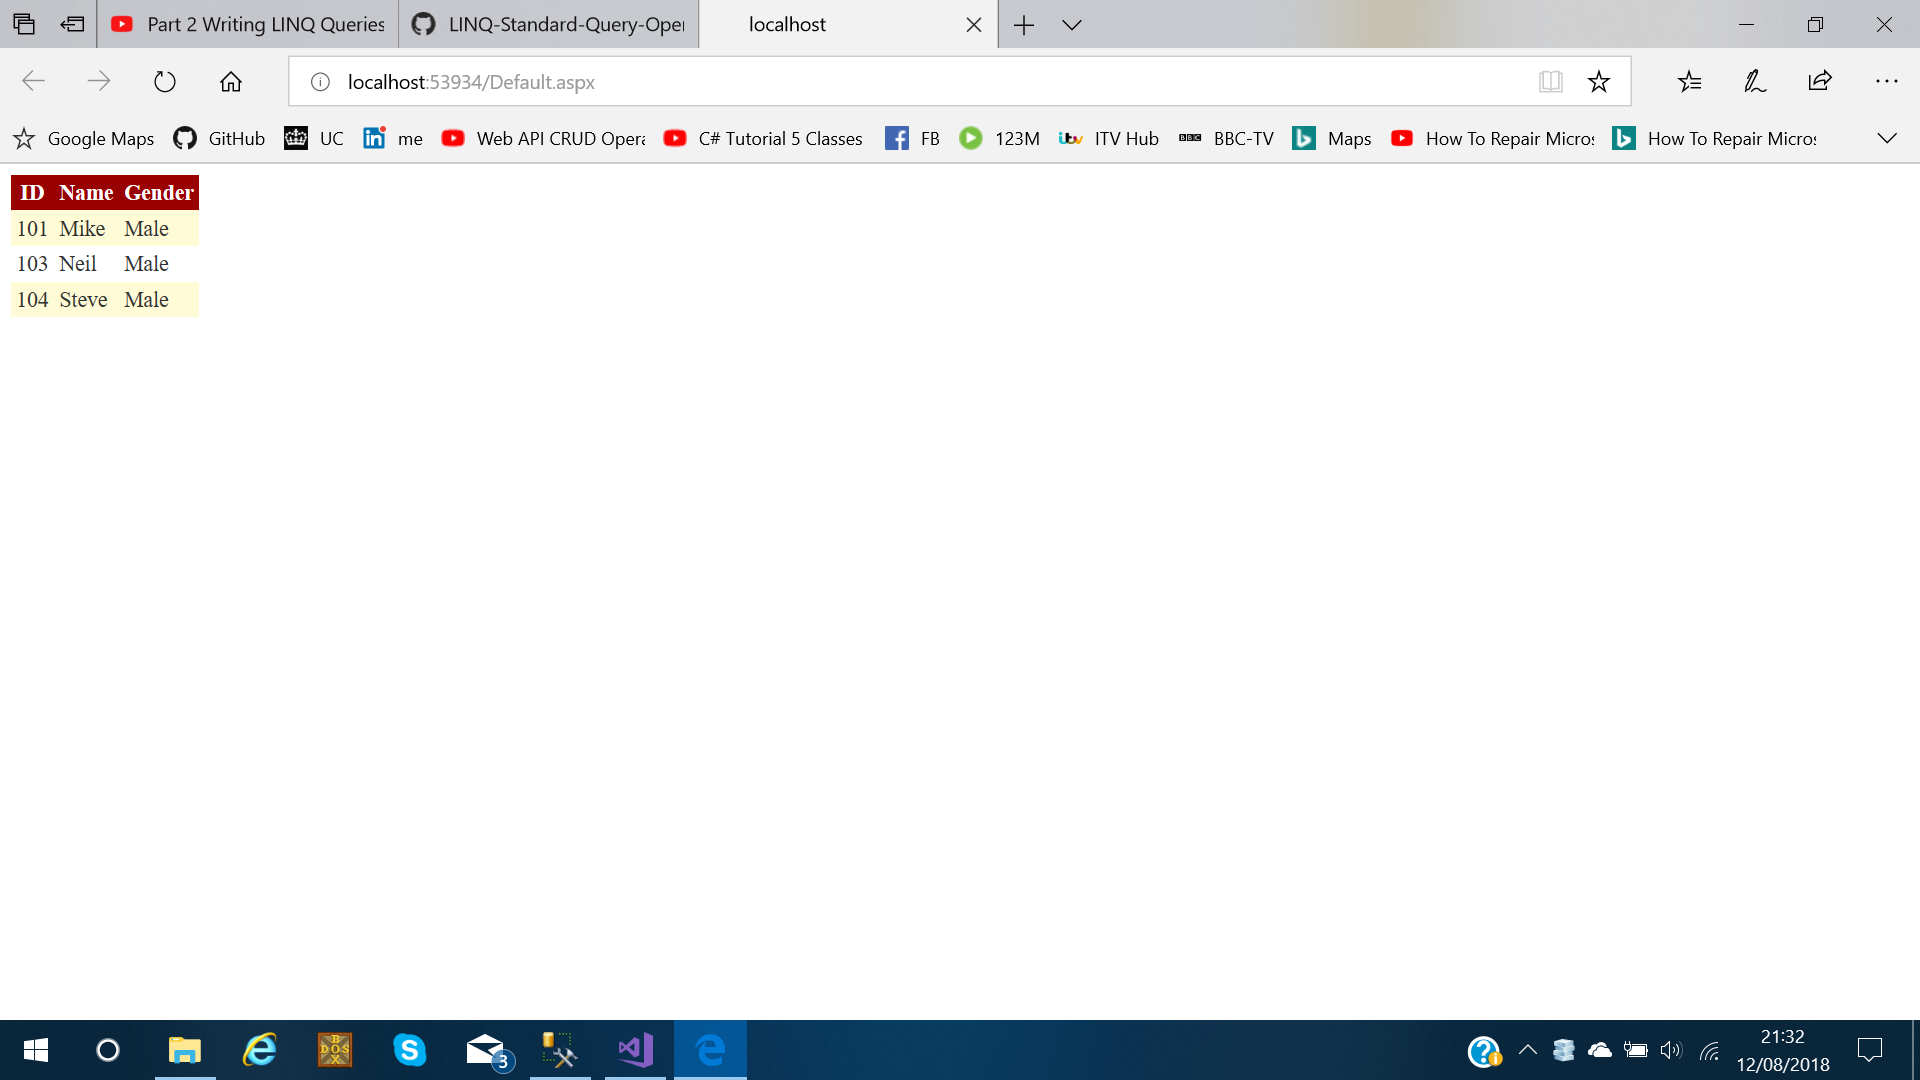 Part 2 Writing LINQ Queries
LINQ-Standard-Query-Oper
localhost
localhost:53934/Default.aspx
Google Maps GitHub UC me Web API CRUD Opera C# Tutorial 5 Classes FB 123M ITV Hub BBC-TV Maps How To Repair Micros How To Repair Micros
ID Name Gender
101 Mike Male
103 Neil Male
104 Steve Male
3
21:32
12/08/2018